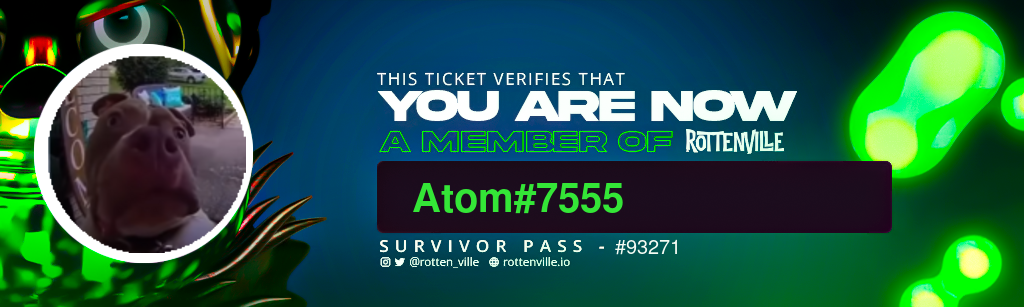 THIS TICKET VERIFIES THAT
YOU ARE NOW
A MEMBER OF ROTTENVILLE
Atom#7555
SURVIVOR PASS - #93271
@rotten_ville rottenville.io